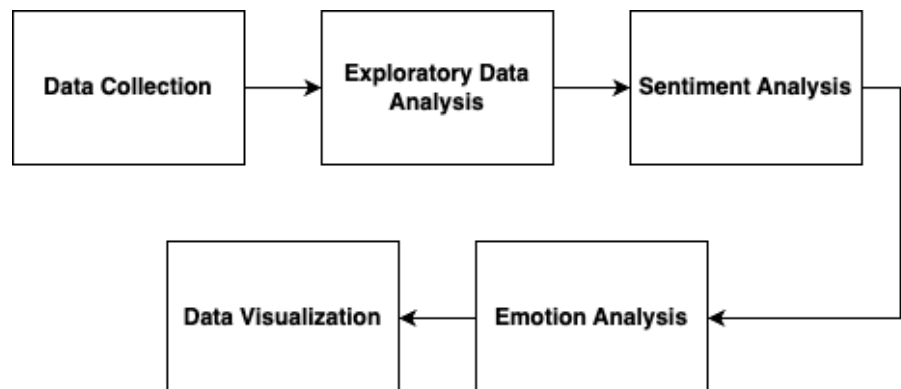 Data Collection
Exploratory Data
Analysis
Sentiment Analysis
Data Visualization
Emotion Analysis